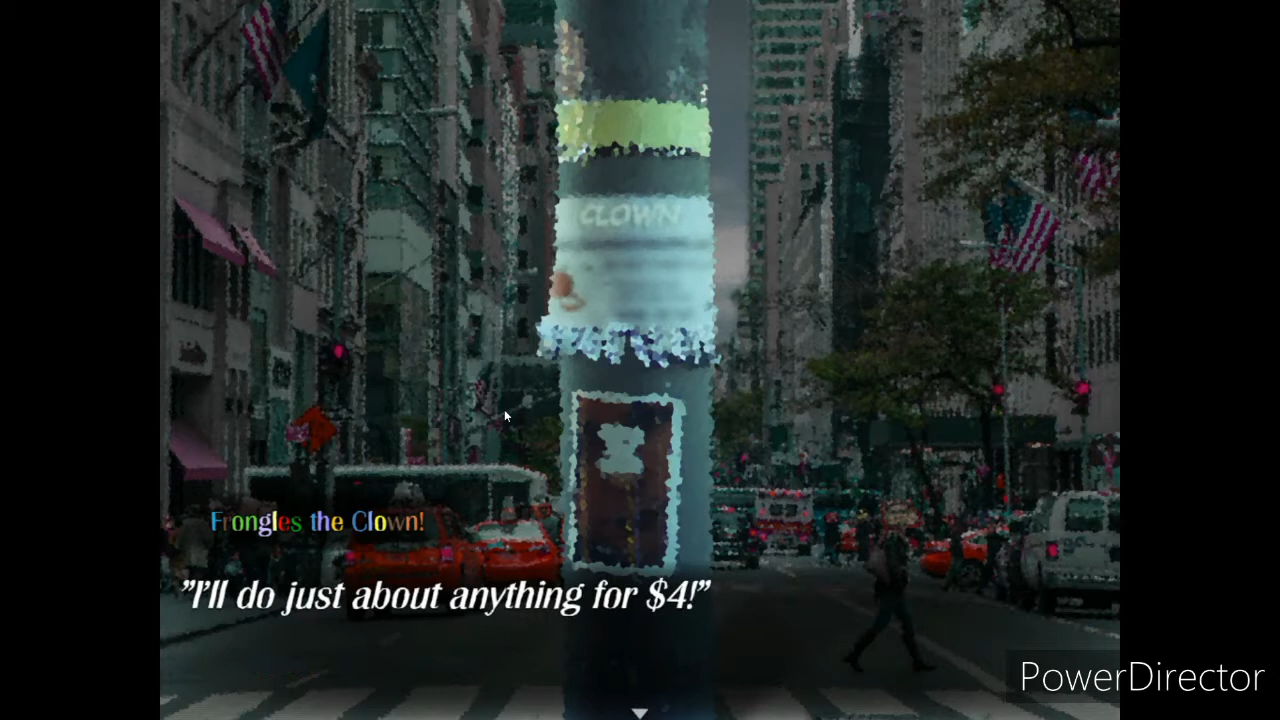 CLOWN
Frongles the Clown!
"I'll do just about anything for $4!"
PowerDirector